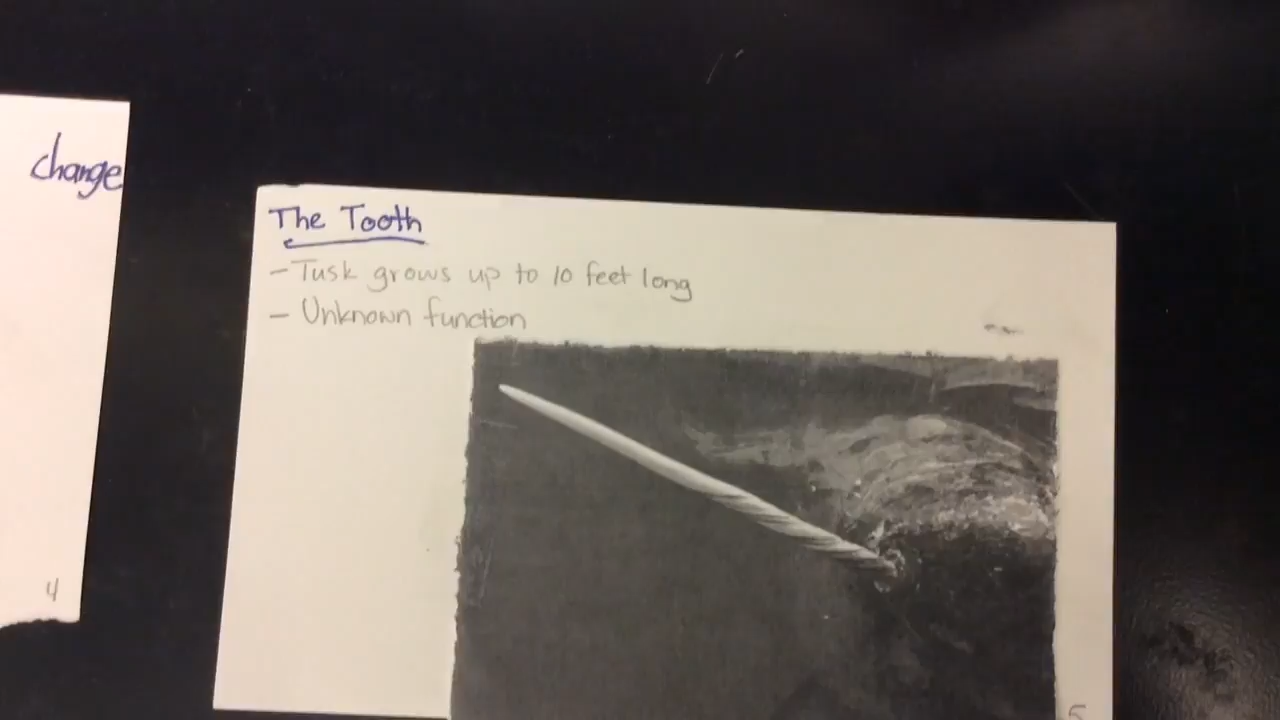 change
4
The Tooth
- Tusk grows up to 10 feet long
- Unknown function
5